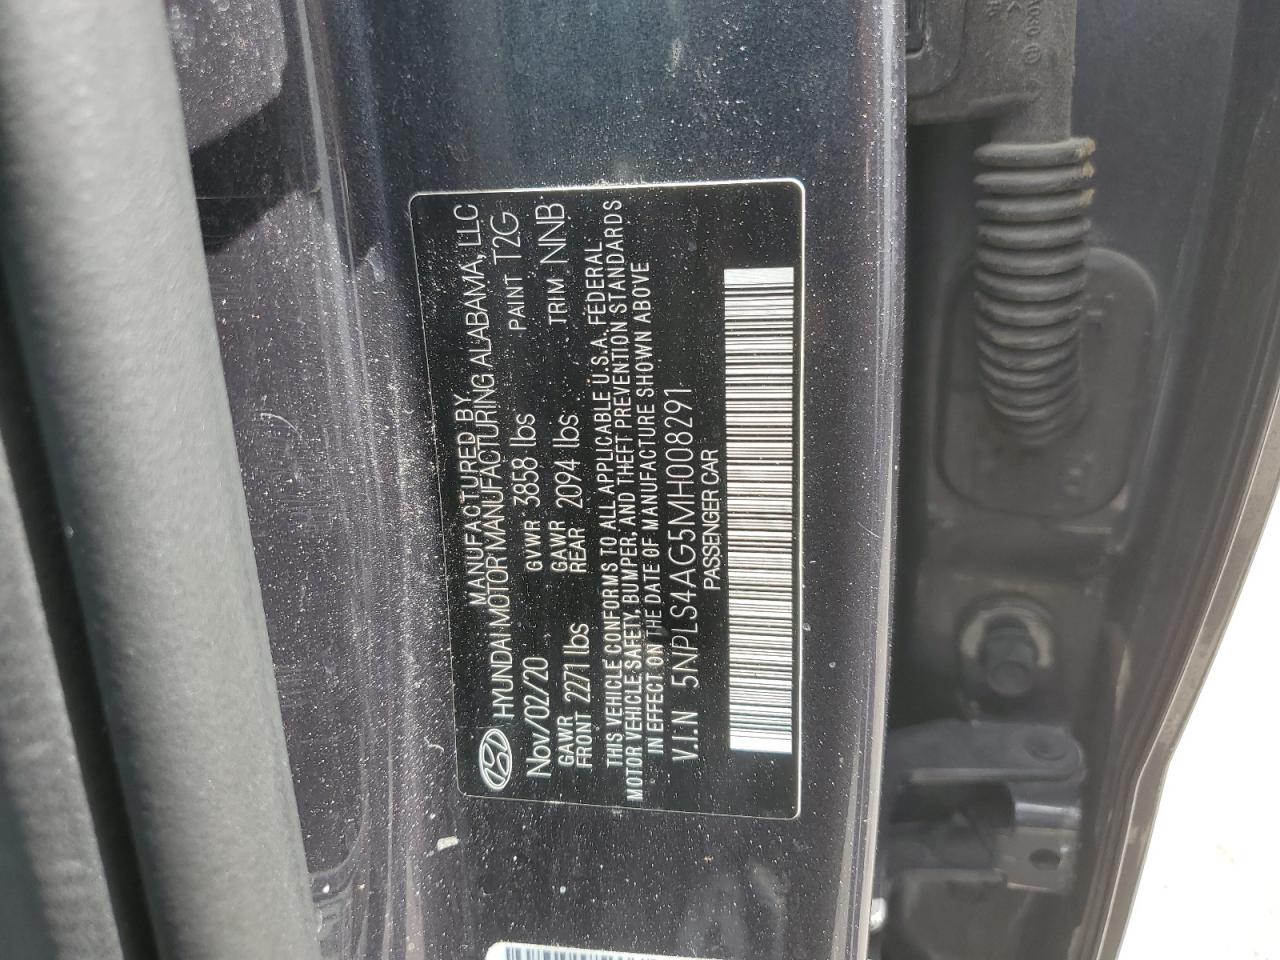 MANUFACTURED BY
HYUNDAI MOTOR MANUFACTURING ALABAMA, LLC
Nov/02/20 GVWR 3858 lbs PAINT T2G
GAWR FRONT 2271 lbs GAWR REAR 2094 lbs TRIM NNB
THIS VEHICLE CONFORMS TO ALL APPLICABLE U.S.A. FEDERAL
MOTOR VEHICLE SAFETY, BUMPER, AND THEFT PREVENTION STANDARDS
IN EFFECT ON THE DATE OF MANUFACTURE SHOWN ABOVE
V.I.N 5NPLS4AG5MH008291
PASSENGER CAR